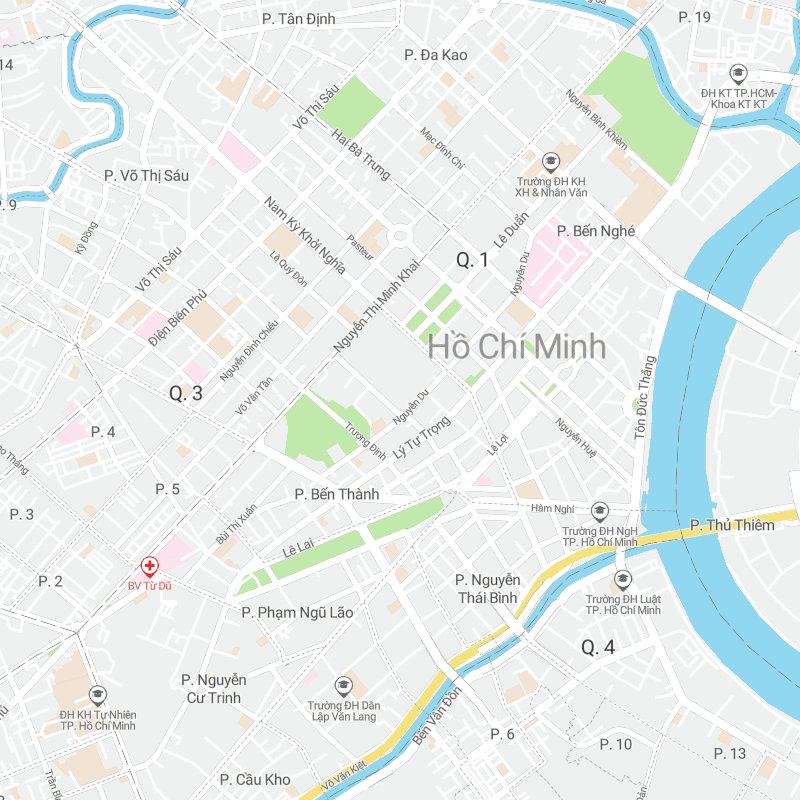 P. Tân Định
P. 19
P. Đa Kao
14
ĐH KT TP.HCM-
Khoa KT KT
Võ Thị Sáu
Nguyễn Bỉnh Khiêm
Mạc Đĩnh Chi
Hai Bà Trưng
P. Võ Thị Sáu
Trường ĐH KH
XH & Nhân Văn
P. 9
Kỳ Đồng
Nam Kỳ Khởi Nghĩa
Lê Duẩn
P. Bến Nghé
Pasteur
Q. 1
Võ Thị Sáu
Lê Quý Đôn
Nguyễn Du
Nguyễn Thị Minh Khai
Điện Biên Phủ
Nguyễn Đình Chiểu
Hồ Chí Minh
Q. 3
Võ Văn Tần
Tôn Đức Thắng
Nguyễn Du
P. 4
Trương Định
Lý Tự Trọng
Lê Lợi
Nguyễn Huệ
P. 5
P. Bến Thành
P. 3
Bùi Thị Xuân
Hàm Nghi
P. Thủ Thiêm
Trường ĐH NgH
TP. Hồ Chí Minh
Lê Lai
BV Từ Dũ
P. 2
P. Nguyễn
Thái Bình
Trường ĐH Luật
TP. Hồ Chí Minh
P. Phạm Ngũ Lão
Q. 4
P. Nguyễn
Cư Trinh
Trường ĐH Dân
Lập Văn Lang
ĐH KH Tự Nhiên
TP. Hồ Chí Minh
Bến Vân Đồn
P. 6
P. 10
P. 13
P. Cầu Kho
Võ Văn Kiệt